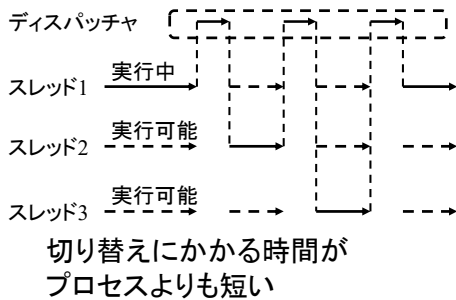 ディスパッチャ
実行中
スレッド1
実行可能
スレッド2
実行可能
スレッド3
切り替えにかかる時間が
プロセスよりも短い